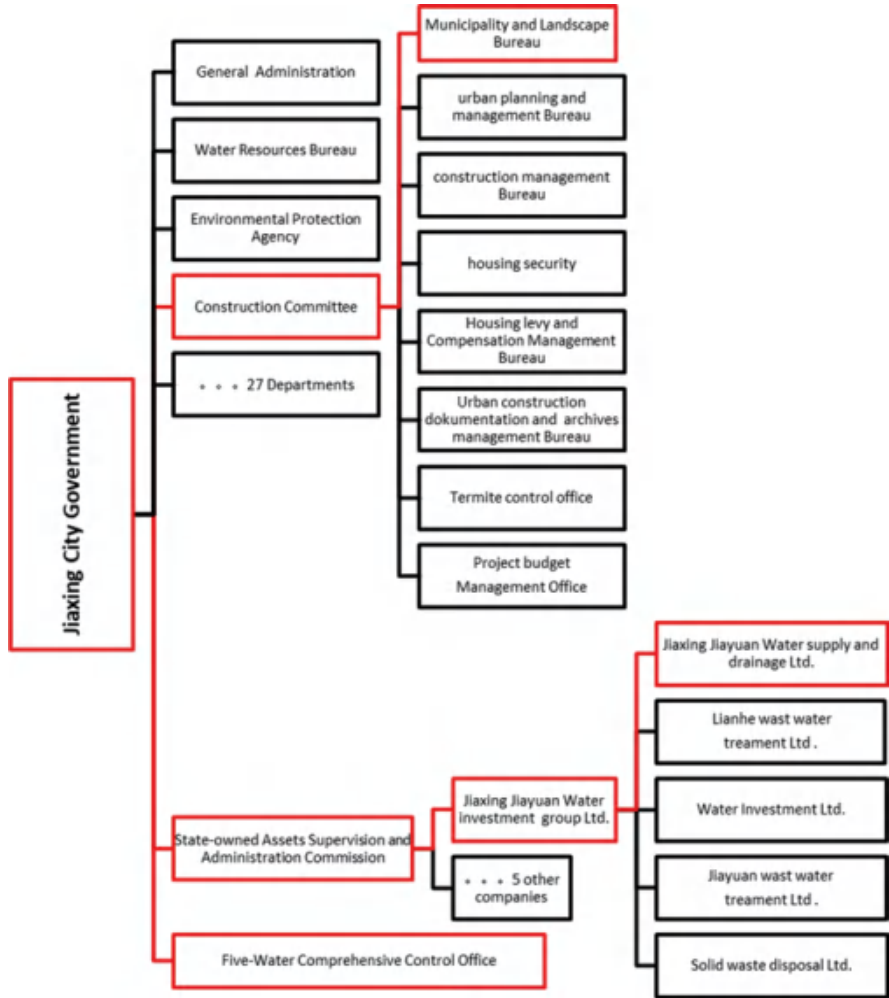 Jiaxing City Government
General Administration
Water Resources Bureau
Environmental Protection
Agency
Construction Committee
• • • 27 Departments
Municipality and Landscape
Bureau
urban planning and
management Bureau
construction management
Bureau
housing security
Housing levy and
Compensation Management
Bureau
Urban construction
dokumentation and archives
management Bureau
Termite control office
Project budget
Management Office
State-owned Assets Supervision and
Administration Commission
Jiaxing Jiayuan Water
investment group Ltd.
• • • 5 other
companies
Jiaxing Jiayuan Water supply and
drainage Ltd.
Lianhe wast water
treament Ltd .
Water Investment Ltd.
Jiayuan wast water
treament Ltd .
Solid waste disposal Ltd.
Five-Water Comprehensive Control Office